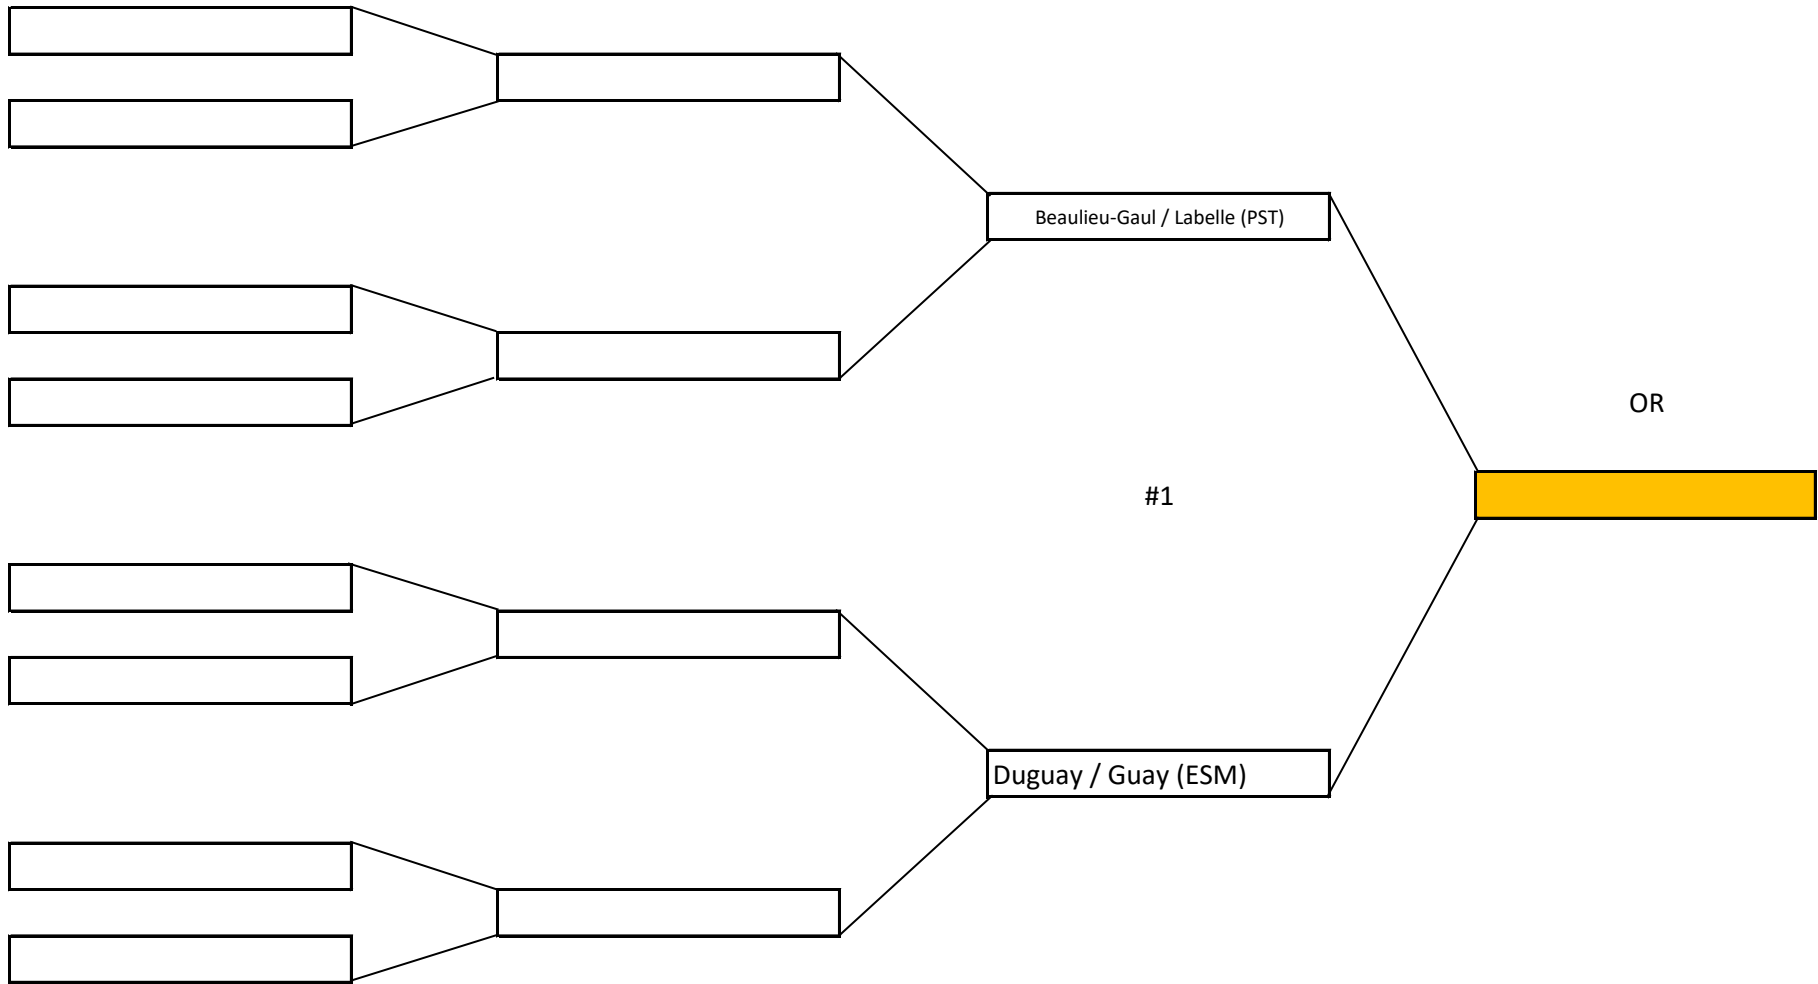 Beaulieu-Gaul / Labelle (PST)
OR
#1
Duguay / Guay (ESM)